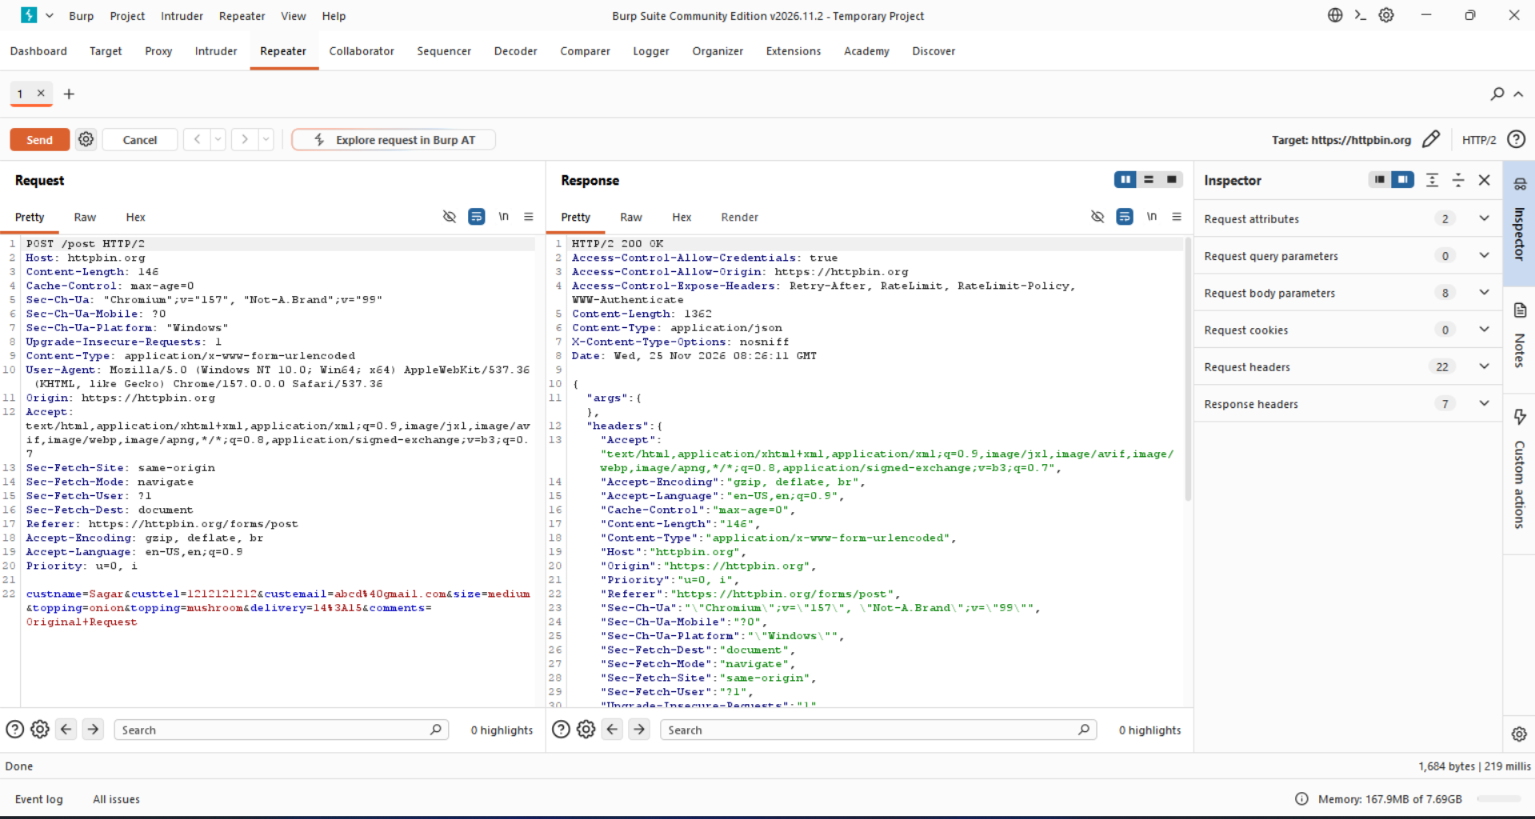 Burp Project Intruder Repeater View Help
Burp Suite Community Edition v2026.11.2 - Temporary Project
Dashboard Target Proxy Intruder Repeater Collaborator Sequencer Decoder Comparer Logger Organizer Extensions Academy Discover
1 × +
Send Cancel < > Explore request in Burp AT
Target: https://httpbin.org HTTP/2
Request
Pretty Raw Hex \n
1 POST /post HTTP/2
2 Host: httpbin.org
3 Content-Length: 146
4 Cache-Control: max-age=0
5 Sec-Ch-Ua: "Chromium";v="157", "Not-A.Brand";v="99"
6 Sec-Ch-Ua-Mobile: ?0
7 Sec-Ch-Ua-Platform: "Windows"
8 Upgrade-Insecure-Requests: 1
9 Content-Type: application/x-www-form-urlencoded
10 User-Agent: Mozilla/5.0 (Windows NT 10.0; Win64; x64) AppleWebKit/537.36
(KHTML, like Gecko) Chrome/157.0.0.0 Safari/537.36
11 Origin: https://httpbin.org
12 Accept:
text/html,application/xhtml+xml,application/xml;q=0.9,image/jxl,image/av
if,image/webp,image/apng,*/*;q=0.8,application/signed-exchange;v=b3;q=0.
7
13 Sec-Fetch-Site: same-origin
14 Sec-Fetch-Mode: navigate
15 Sec-Fetch-User: ?1
16 Sec-Fetch-Dest: document
17 Referer: https://httpbin.org/forms/post
18 Accept-Encoding: gzip, deflate, br
19 Accept-Language: en-US,en;q=0.9
20 Priority: u=0, i
21
22 custname=Sagar&custtel=1212121212&custemail=abcd%40gmail.com&size=medium
&topping=onion&topping=mushroom&delivery=14%3A15&comments=
Original+Request
Search 0 highlights
Response
Pretty Raw Hex Render \n
1 HTTP/2 200 OK
2 Access-Control-Allow-Credentials: true
3 Access-Control-Allow-Origin: https://httpbin.org
4 Access-Control-Expose-Headers: Retry-After, RateLimit, RateLimit-Policy,
WWW-Authenticate
5 Content-Length: 1362
6 Content-Type: application/json
7 X-Content-Type-Options: nosniff
8 Date: Wed, 25 Nov 2026 08:26:11 GMT
9
10 {
11 "args":{
},
12 "headers":{
13 "Accept":
"text/html,application/xhtml+xml,application/xml;q=0.9,image/jxl,image/avif,image/
webp,image/apng,*/*;q=0.8,application/signed-exchange;v=b3;q=0.7",
14 "Accept-Encoding":"gzip, deflate, br",
15 "Accept-Language":"en-US,en;q=0.9",
16 "Cache-Control":"max-age=0",
17 "Content-Length":"146",
18 "Content-Type":"application/x-www-form-urlencoded",
19 "Host":"httpbin.org",
20 "Origin":"https://httpbin.org",
21 "Priority":"u=0, i",
22 "Referer":"https://httpbin.org/forms/post",
23 "Sec-Ch-Ua":"\"Chromium\";v=\"157\", \"Not-A.Brand\";v=\"99\"",
24 "Sec-Ch-Ua-Mobile":"?0",
25 "Sec-Ch-Ua-Platform":"\"Windows\"",
26 "Sec-Fetch-Dest":"document",
27 "Sec-Fetch-Mode":"navigate",
28 "Sec-Fetch-Site":"same-origin",
29 "Sec-Fetch-User":"?1",
30 "Upgrade-Insecure-Requests":"1"
Search 0 highlights
Inspector
Request attributes 2
Request query parameters 0
Request body parameters 8
Request cookies 0
Request headers 22
Response headers 7
Inspector
Notes
Custom actions
Done
1,684 bytes | 219 millis
Event log All issues
Memory: 167.9MB of 7.69GB